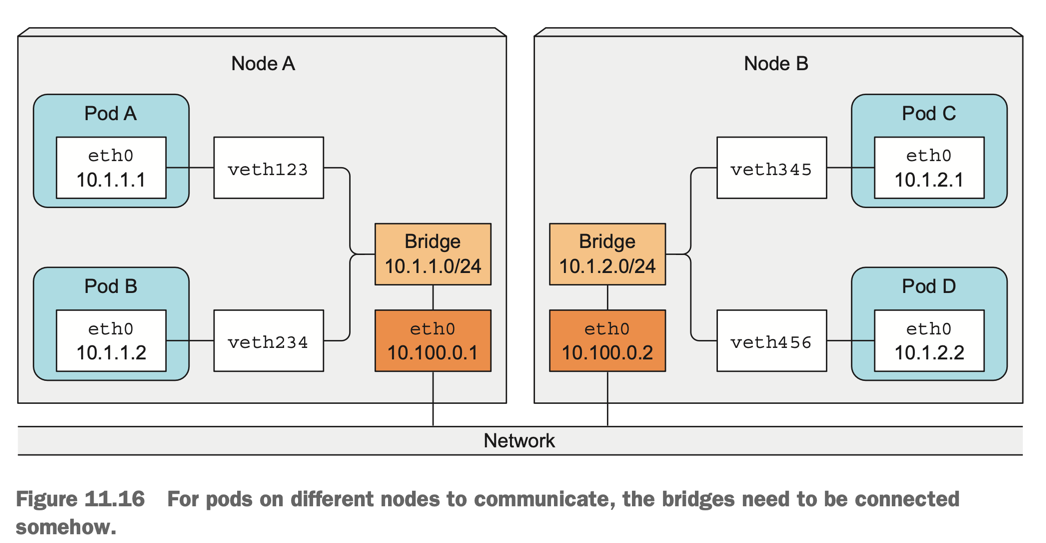 Node A
Pod A
eth0
10.1.1.1
veth123
Bridge
10.1.1.0/24
Pod B
eth0
10.1.1.2
veth234
eth0
10.100.0.1
Node B
Pod C
eth0
10.1.2.1
veth345
Bridge
10.1.2.0/24
Pod D
eth0
10.1.2.2
veth456
eth0
10.100.0.2
Network
Figure 11.16 For pods on different nodes to communicate, the bridges need to be connected
somehow.